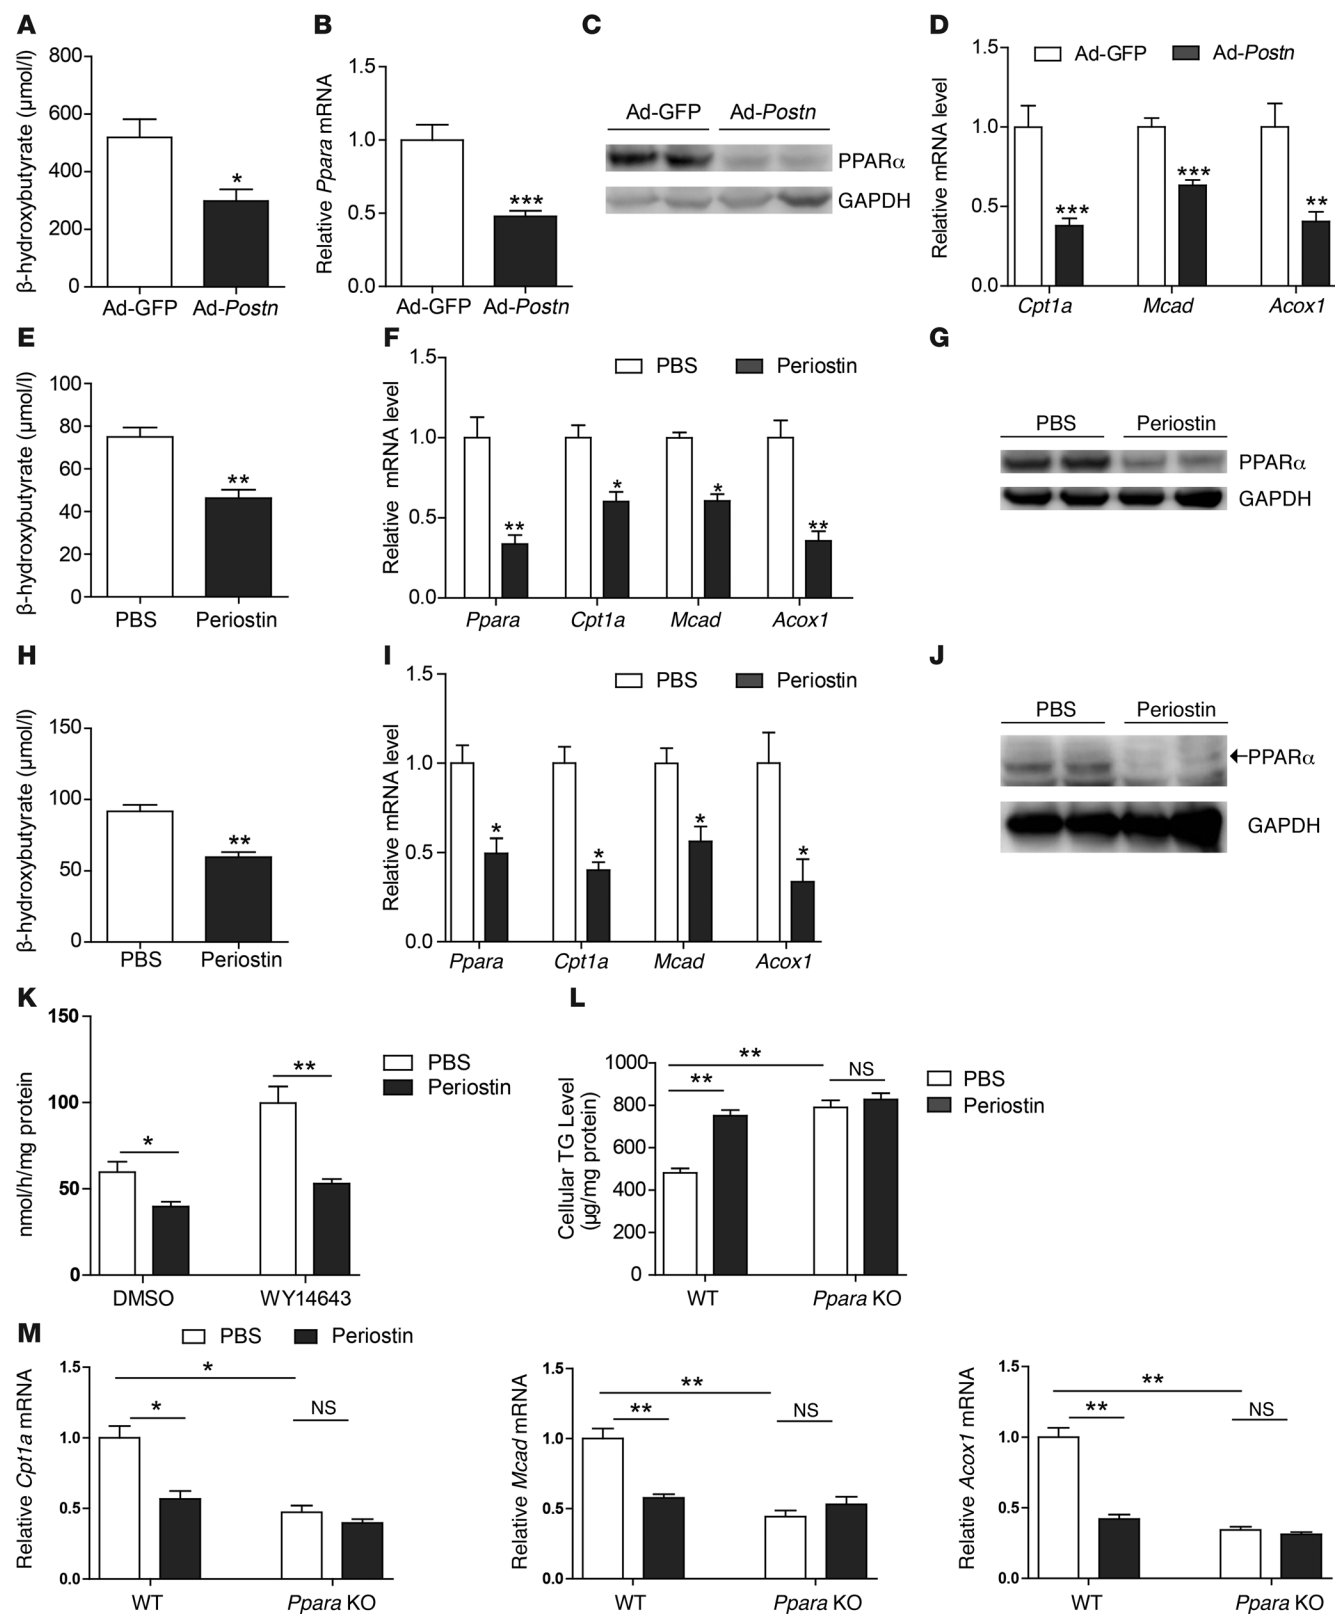 A
β-hydroxybutyrate (μmol/l)
800
600
400
200
0
*
Ad-GFP Ad-Postn
B
Relative Ppara mRNA
1.5
1.0
0.5
0.0
***
Ad-GFP Ad-Postn
C
Ad-GFP Ad-Postn
PPARα
GAPDH
D
Relative mRNA level
1.5
1.0
0.5
0.0
Ad-GFP Ad-Postn
*** *** **
Cpt1a Mcad Acox1
E
β-hydroxybutyrate (μmol/l)
100
80
60
40
20
0
**
PBS Periostin
F
Relative mRNA level
1.5
1.0
0.5
0.0
PBS Periostin
** * * **
Ppara Cpt1a Mcad Acox1
G
PBS Periostin
PPARα
GAPDH
H
β-hydroxybutyrate (μmol/l)
150
100
50
0
**
PBS Periostin
I
Relative mRNA level
1.5
1.0
0.5
0.0
PBS Periostin
* * * *
Ppara Cpt1a Mcad Acox1
J
PBS Periostin
←PPARα
GAPDH
K
nmol/h/mg protein
150
100
50
0
* **
PBS
Periostin
DMSO WY14643
L
Cellular TG Level
(μg/mg protein)
1000
800
600
400
200
0
**
** NS
PBS
Periostin
WT Ppara KO
M
PBS Periostin
Relative Cpt1a mRNA
1.5
1.0
0.5
0.0
*
* NS
WT Ppara KO
Relative Mcad mRNA
1.5
1.0
0.5
0.0
**
** NS
WT Ppara KO
Relative Acox1 mRNA
1.5
1.0
0.5
0.0
**
** NS
WT Ppara KO